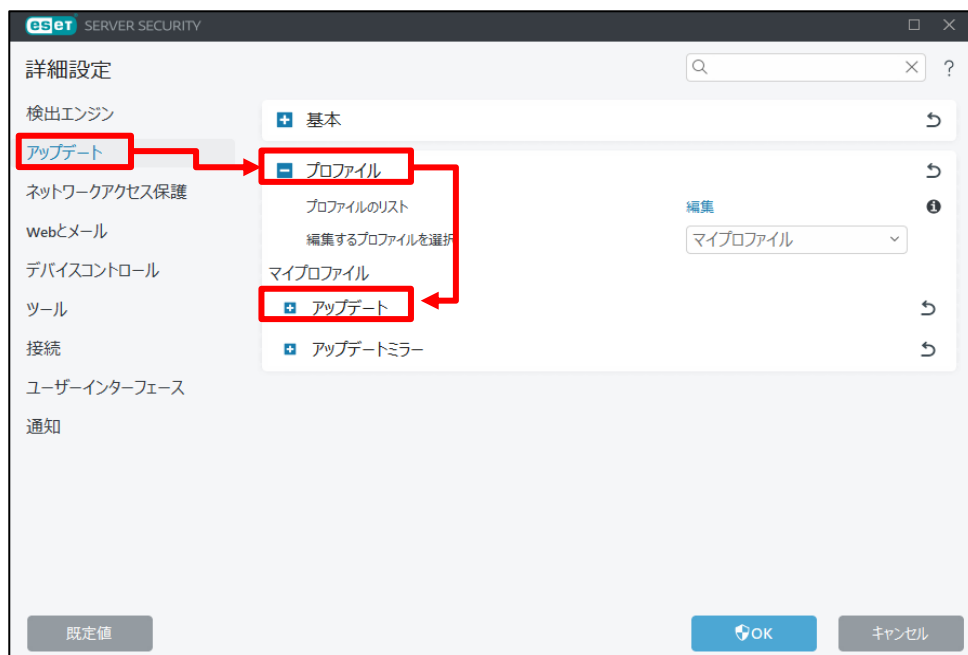 eset SERVER SECURITY
詳細設定
検出エンジン
アップデート
ネットワークアクセス保護
Webとメール
デバイスコントロール
ツール
接続
ユーザーインターフェース
通知
基本
プロファイル
プロファイルのリスト
編集
編集するプロファイルを選択
マイプロファイル
マイプロファイル
アップデート
アップデートミラー
既定値
OK
キャンセル